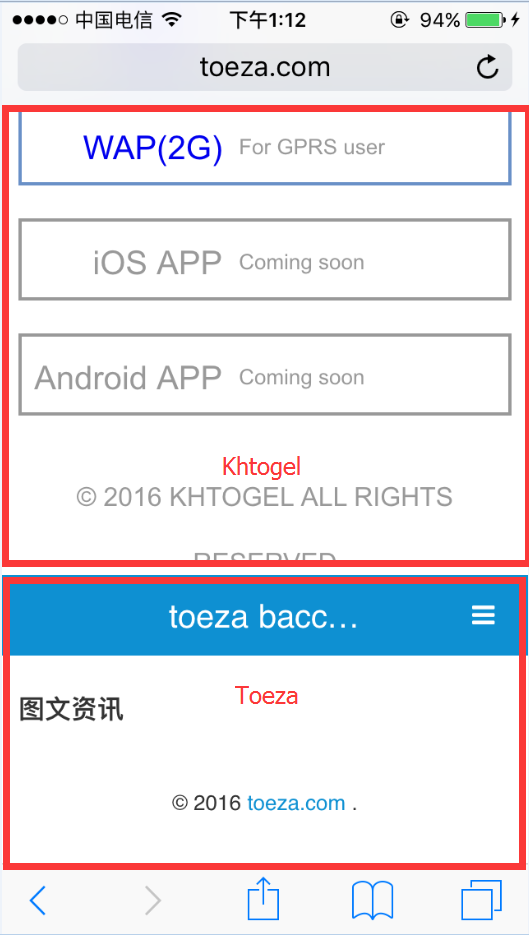 中国电信 下午1:12 94%
toeza.com
WAP(2G) For GPRS user
iOS APP Coming soon
Android APP Coming soon
Khtogel
© 2016 KHTOGEL ALL RIGHTS
RESERVED
toeza bacc...
图文资讯
Toeza
© 2016 toeza.com .